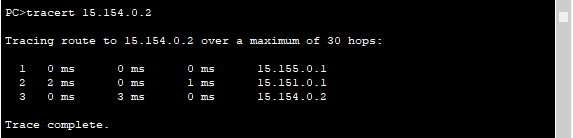 PC>tracert 15.154.0.2
Tracing route to 15.154.0.2 over a maximum of 30 hops:
1 0 ms 0 ms 0 ms 15.155.0.1
2 2 ms 0 ms 1 ms 15.151.0.1
3 0 ms 3 ms 0 ms 15.154.0.2
Trace complete.